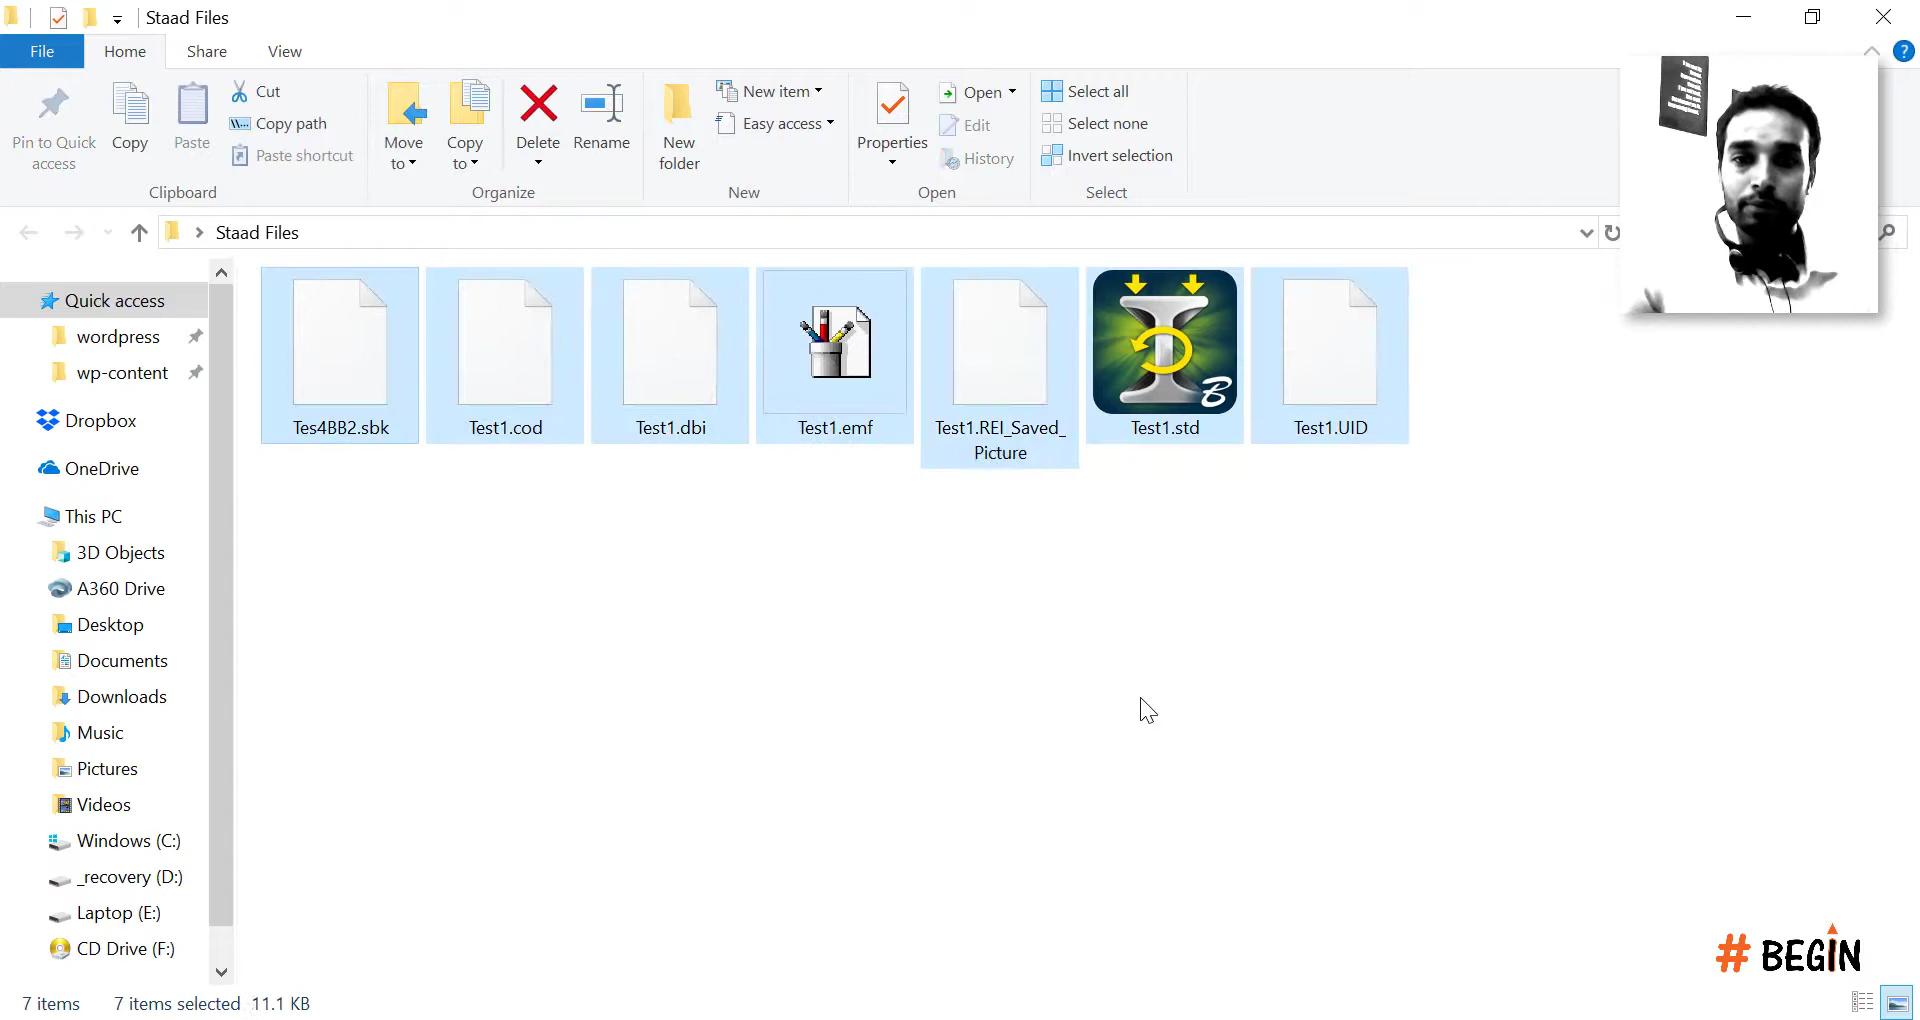 Staad Files
File Home Share View
Pin to Quick access
Copy
Paste
Cut
Copy path
Paste shortcut
Clipboard
Move to
Copy to
Delete
Rename
Organize
New folder
New item
Easy access
New
Properties
Open
Edit
History
Open
Select all
Select none
Invert selection
Select
Staad Files
Quick access
wordpress
wp-content
Dropbox
OneDrive
This PC
3D Objects
A360 Drive
Desktop
Documents
Downloads
Music
Pictures
Videos
Windows (C:)
_recovery (D:)
Laptop (E:)
CD Drive (F:)
Tes4BB2.sbk
Test1.cod
Test1.dbi
Test1.emf
Test1.REI_Saved_
Picture
B
Test1.std
Test1.UID
# BEGIN
7 items 7 items selected 11.1 KB